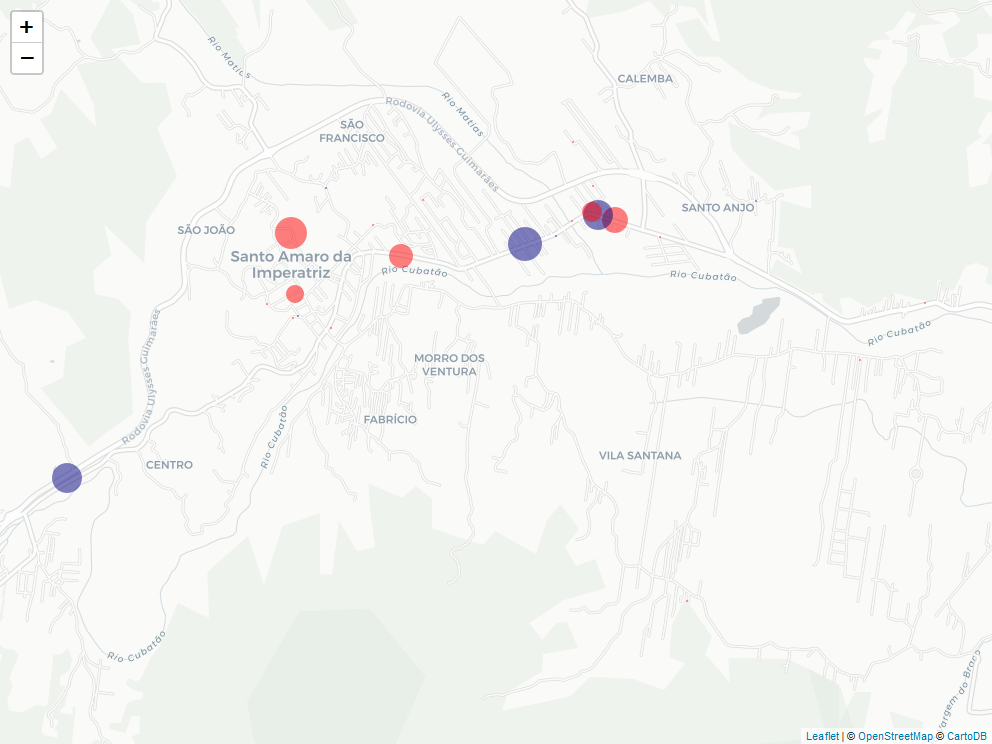 +
−
Rio Matias
CALEMBA
Rodovia Ulysses Guimarães
Rio Matias
SÃO
FRANCISCO
SANTO ANJO
SÃO JOÃO
Santo Amaro da
Imperatriz
Rio Cubatão
Rio Cubatão
Rio Cubatão
Rodovia Ulysses Guimarães
MORRO DOS
VENTURA
FABRÍCIO
Rio Cubatão
CENTRO
VILA SANTANA
Rio Cubatão
Vargem do Braço
Leaflet | © OpenStreetMap © CartoDB